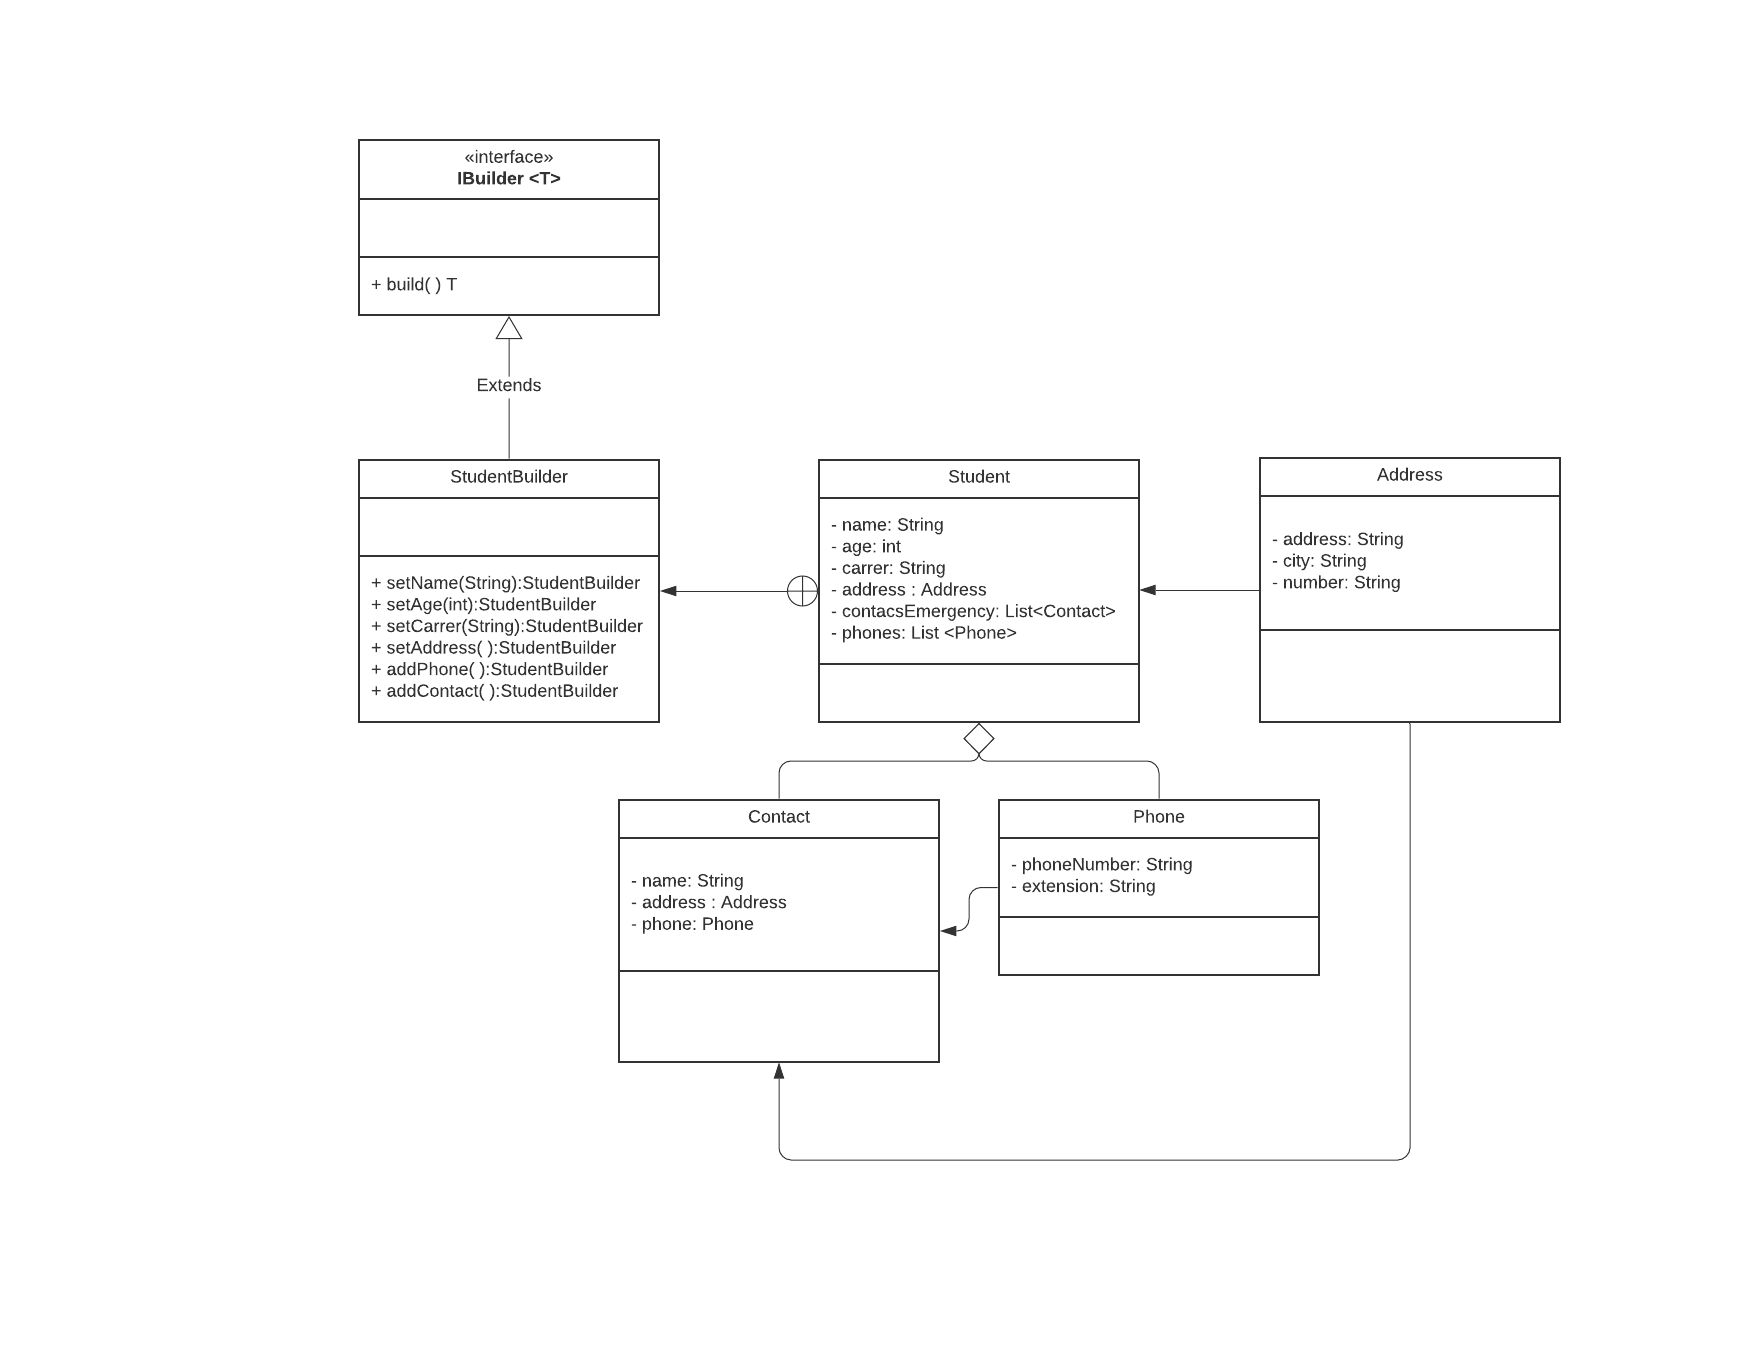 «interface»
IBuilder <T>
+ build( ) T
Extends
StudentBuilder
+ setName(String):StudentBuilder
+ setAge(int):StudentBuilder
+ setCarrer(String):StudentBuilder
+ setAddress( ):StudentBuilder
+ addPhone( ):StudentBuilder
+ addContact( ):StudentBuilder
Student
- name: String
- age: int
- carrer: String
- address : Address
- contacsEmergency: List<Contact>
- phones: List <Phone>
Address
- address: String
- city: String
- number: String
Contact
- name: String
- address : Address
- phone: Phone
Phone
- phoneNumber: String
- extension: String